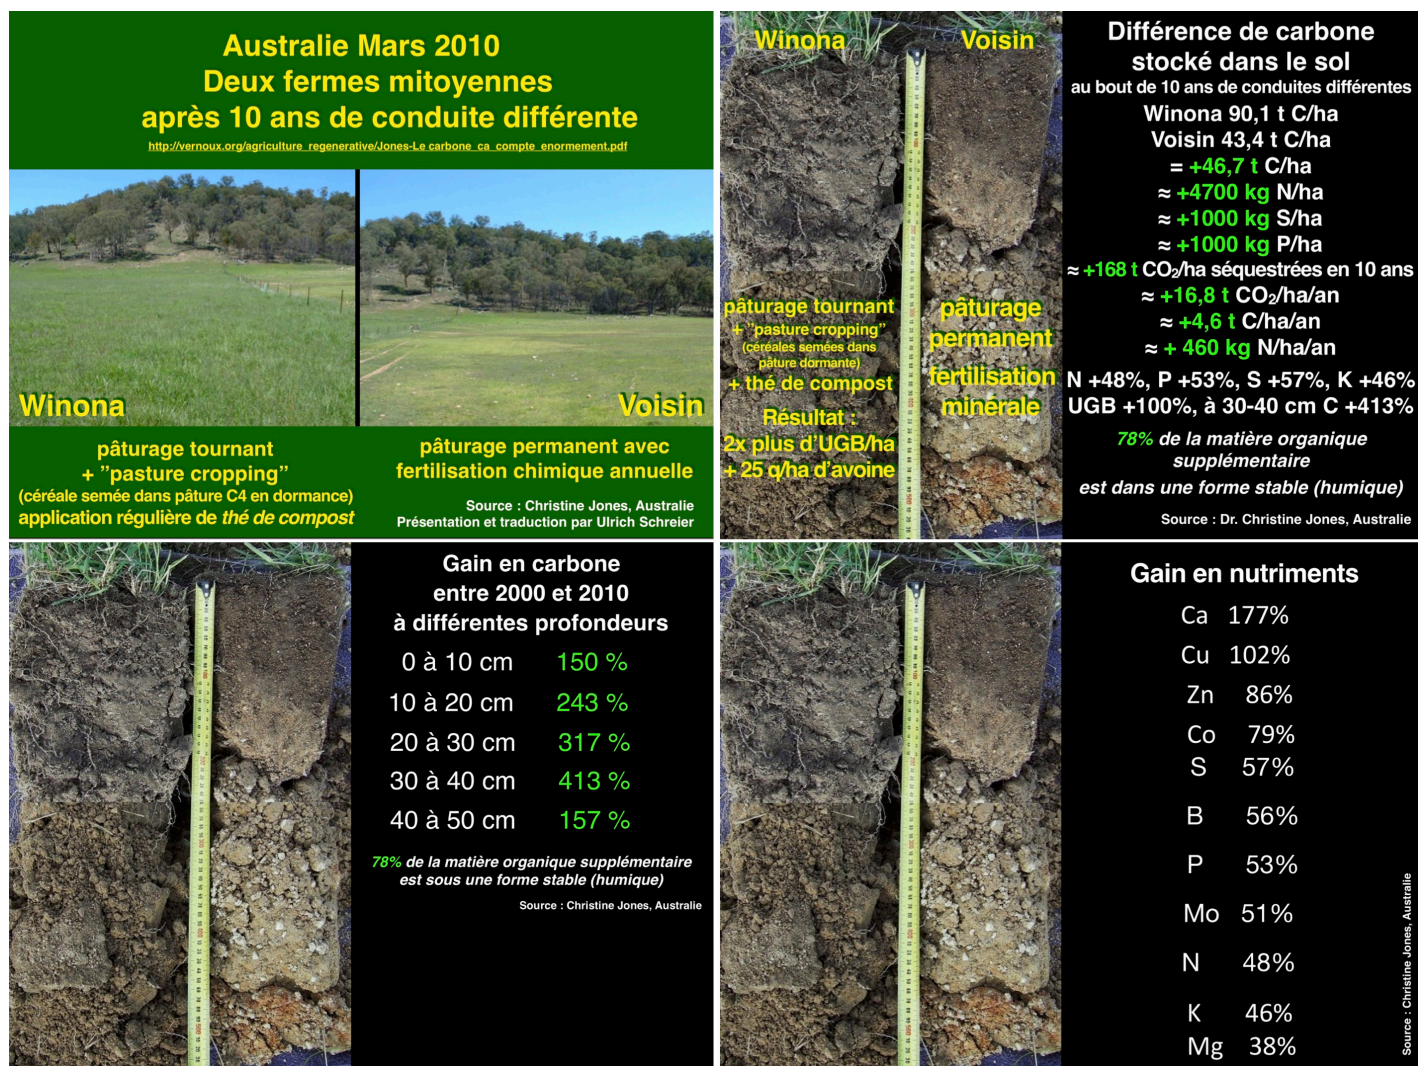 Australie Mars 2010
Deux fermes mitoyennes
après 10 ans de conduite différente
http://vernoux.org/agriculture_regenerative/Jones-Le carbone_ca_compte_enormement.pdf
Winona
Voisin
pâturage tournant
+ ”pasture cropping”
(céréale semée dans pâture C4 en dormance)
application régulière de thé de compost
pâturage permanent avec
fertilisation chimique annuelle
Source : Christine Jones, Australie
Présentation et traduction par Ulrich Schreier
Winona
Voisin
pâturage tournant
+ ”pasture cropping”
(céréales semées dans
pâture dormante)
+ thé de compost
Résultat :
2x plus d’UGB/ha
+ 25 q/ha d’avoine
pâturage
permanent
fertilisation
minérale
Différence de carbone
stocké dans le sol
au bout de 10 ans de conduites différentes
Winona 90,1 t C/ha
Voisin 43,4 t C/ha
= +46,7 t C/ha
≈ +4700 kg N/ha
≈ +1000 kg S/ha
≈ +1000 kg P/ha
≈ +168 t CO₂/ha séquestrées en 10 ans
≈ +16,8 t CO₂/ha/an
≈ +4,6 t C/ha/an
≈ + 460 kg N/ha/an
N +48%, P +53%, S +57%, K +46%
UGB +100%, à 30-40 cm C +413%
78% de la matière organique
supplémentaire
est dans une forme stable (humique)
Source : Dr. Christine Jones, Australie
Gain en carbone
entre 2000 et 2010
à différentes profondeurs
0 à 10 cm 150 %
10 à 20 cm 243 %
20 à 30 cm 317 %
30 à 40 cm 413 %
40 à 50 cm 157 %
78% de la matière organique supplémentaire
est sous une forme stable (humique)
Source : Christine Jones, Australie
Gain en nutriments
Ca 177%
Cu 102%
Zn 86%
Co 79%
S 57%
B 56%
P 53%
Mo 51%
N 48%
K 46%
Mg 38%
Source : Christine Jones, Australie